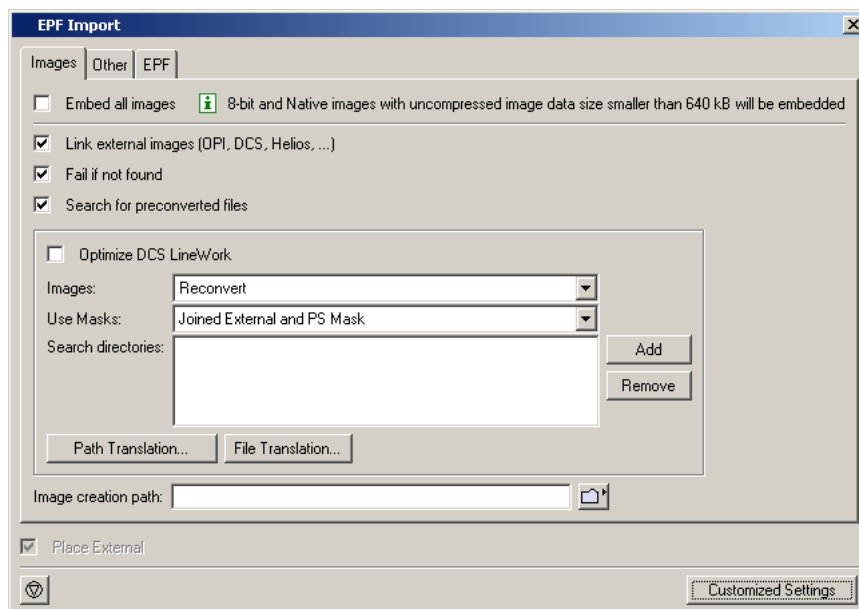 EPF Import
Images Other EPF
Embed all images i 8-bit and Native images with uncompressed image data size smaller than 640 kB will be embedded
Link external images (OPI, DCS, Helios, ...)
Fail if not found
Search for preconverted files
Optimize DCS LineWork
Images: Reconvert
Use Masks: Joined External and PS Mask
Search directories: Add
Remove
Path Translation... File Translation...
Image creation path:
Place External
Customized Settings